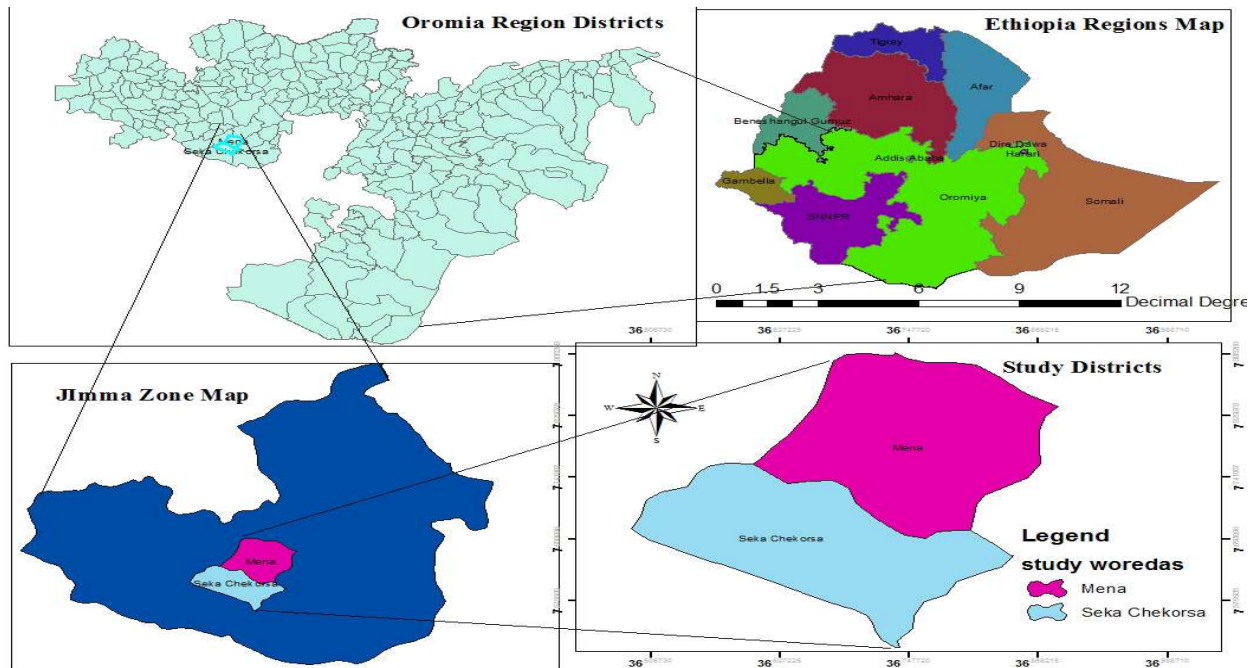 Oromia Region Districts
Mena
Seka Chekorsa
Ethiopia Regions Map
Tigray
Afar
Amhara
Beneshangul Gumuz
Dire Dawa
Harari
Addis Ababa
Gambella
Oromiya
Somali
SNNPR
0 1.5 3 6 9 12
Decimal Degre
JImma Zone Map
Mena
Seka Chekorsa
Study Districts
N
W E
S
Mena
Seka Chekorsa
Legend
study woredas
Mena
Seka Chekorsa